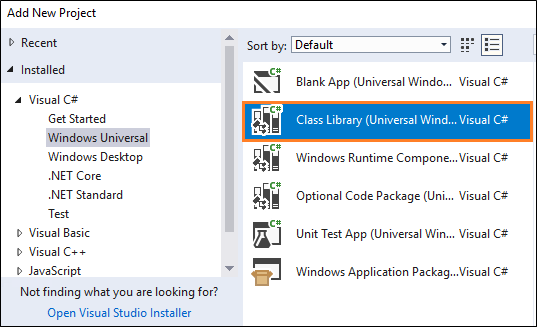 Add New Project
Recent
Installed
Visual C#
Get Started
Windows Universal
Windows Desktop
.NET Core
.NET Standard
Test
Visual Basic
Visual C++
JavaScript
Not finding what you are looking for?
Open Visual Studio Installer
Sort by: Default
C# Blank App (Universal Windo... Visual C#
C# Class Library (Universal Wind... Visual C#
C# Windows Runtime Compone... Visual C#
C# Optional Code Package (Uni... Visual C#
C# Unit Test App (Universal Win... Visual C#
Windows Application Packag... Visual C#